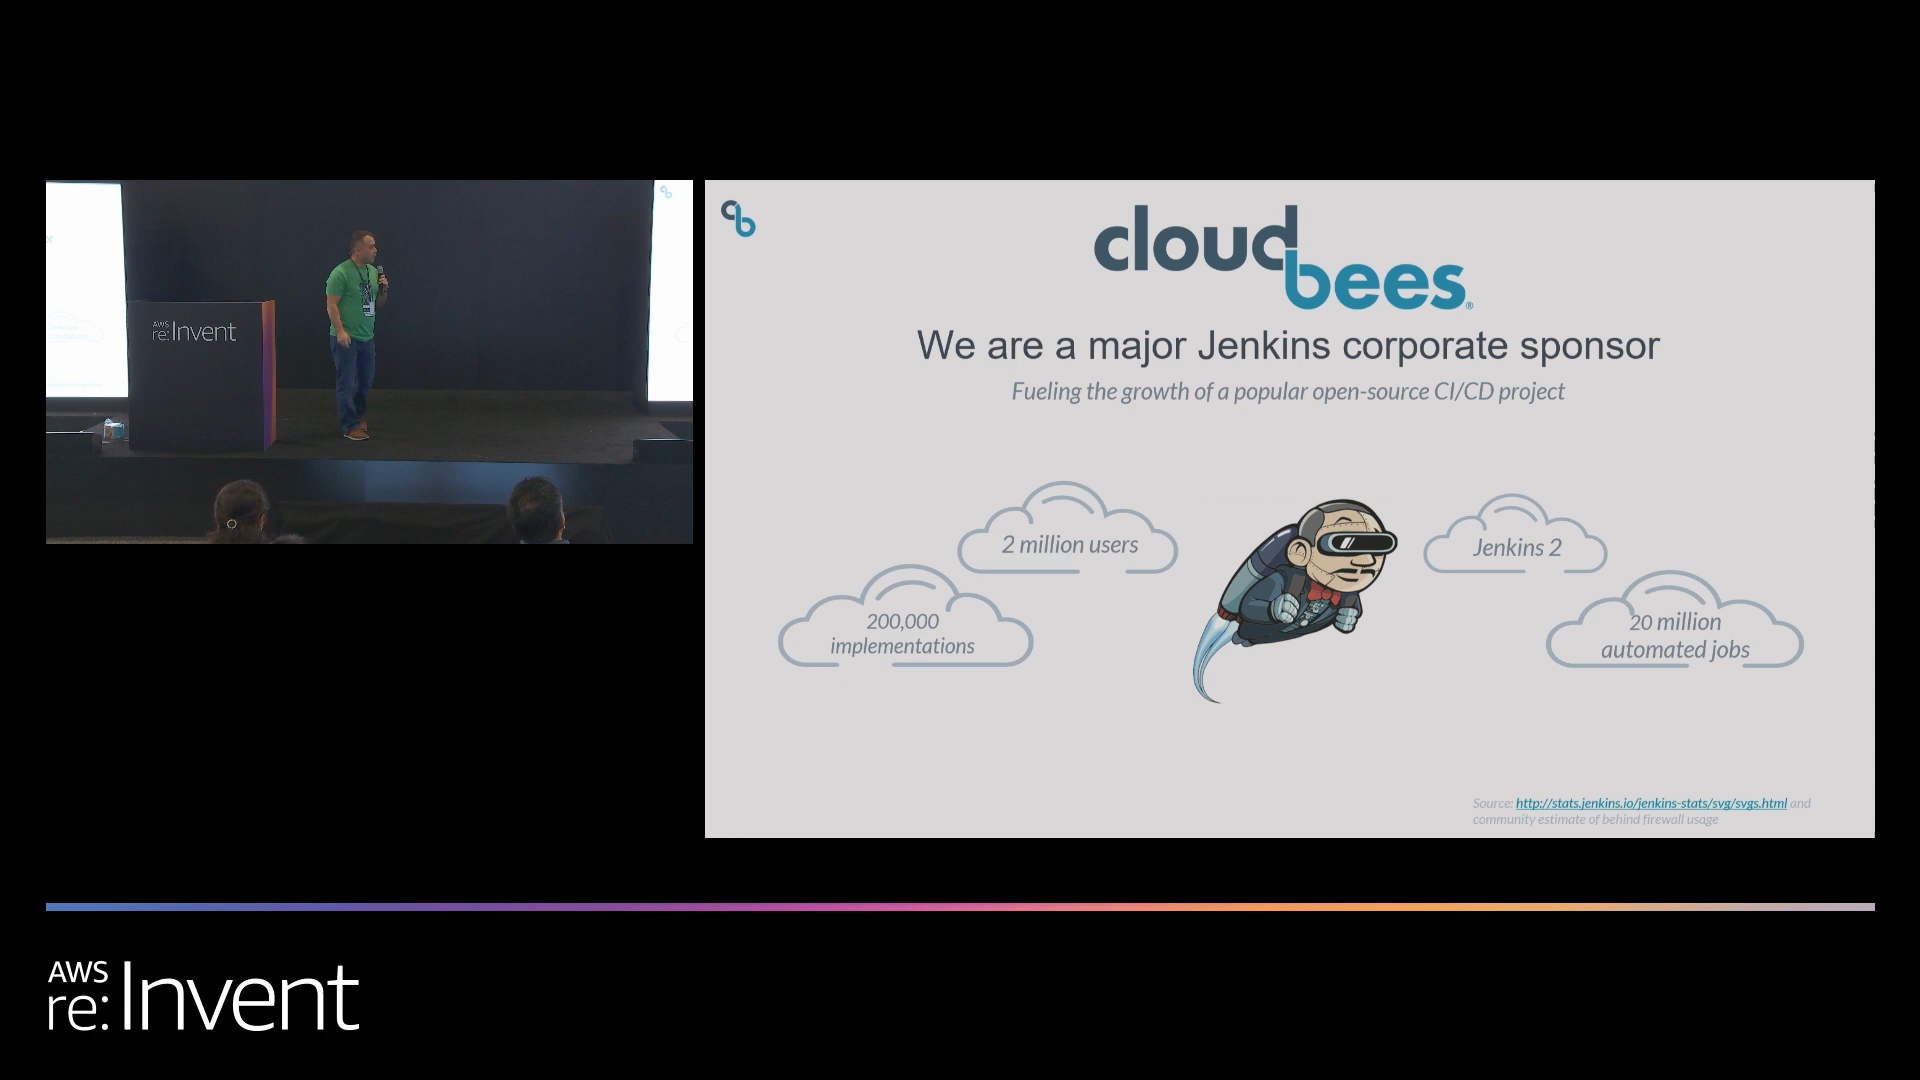 AWS
re:Invent
cb
cloud
bees®
We are a major Jenkins corporate sponsor
Fueling the growth of a popular open-source CI/CD project
2 million users
Jenkins 2
200,000
implementations
20 million
automated jobs
Source: http://stats.jenkins.io/jenkins-stats/svg/svgs.html and
community estimate of behind firewall usage
AWS
re:Invent